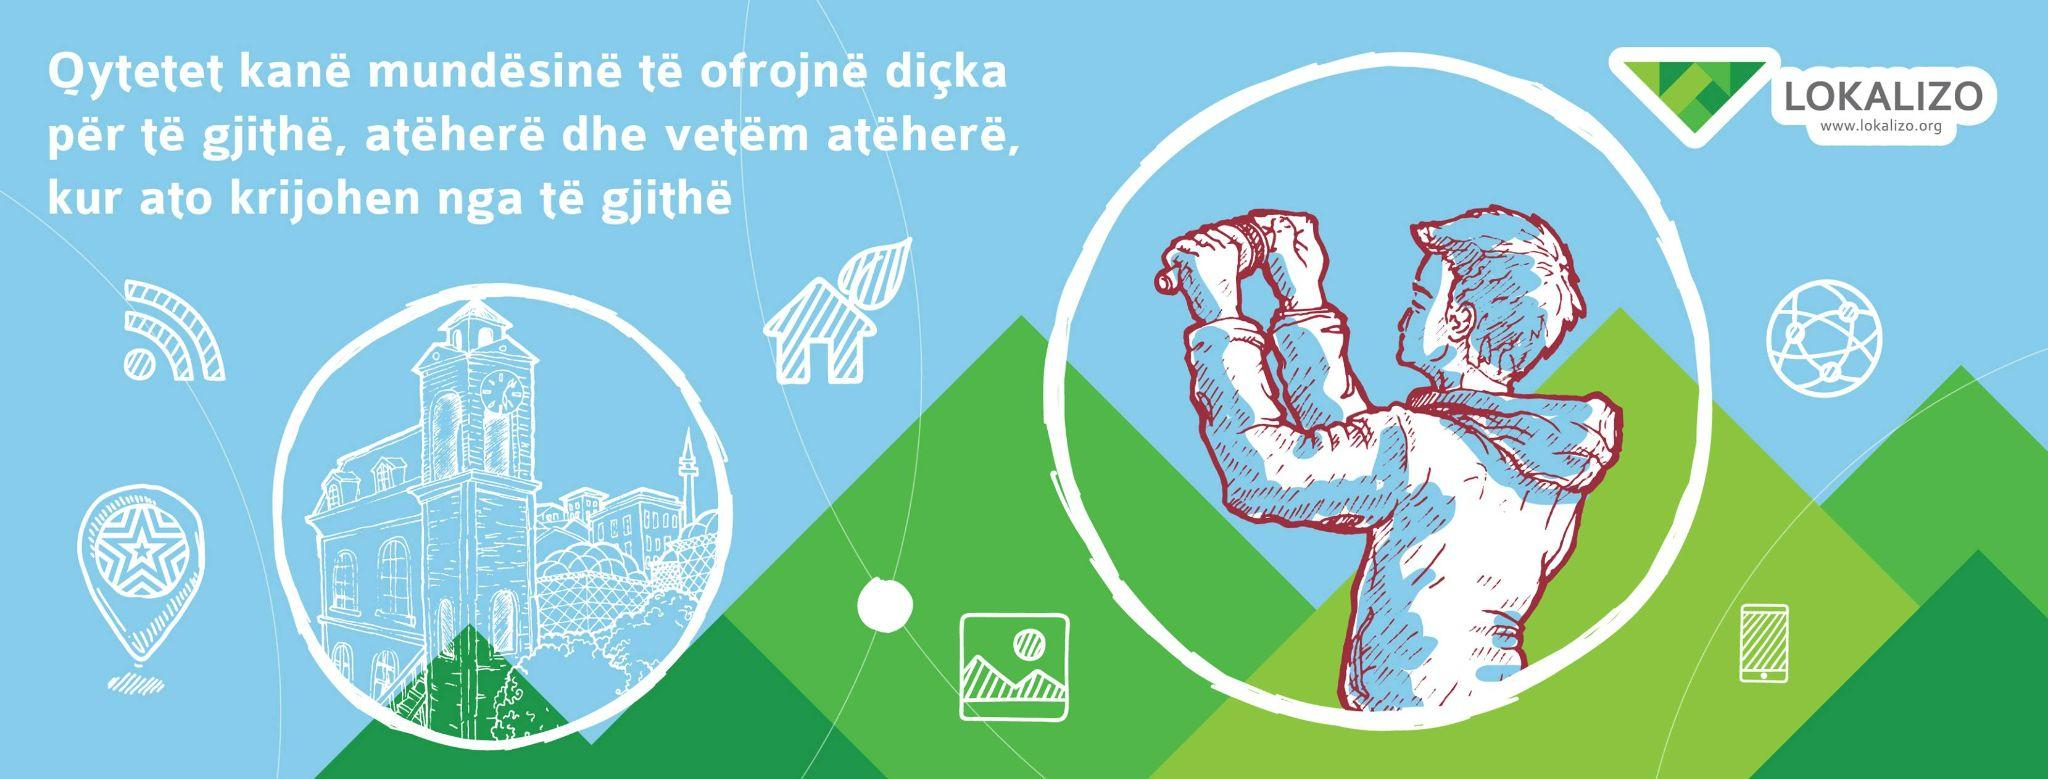 Qytetet kanë mundësinë të ofrojnë diçka
për të gjithë, atëherë dhe vetëm atëherë,
kur ato krijohen nga të gjithë
LOKALIZO
www.lokalizo.org